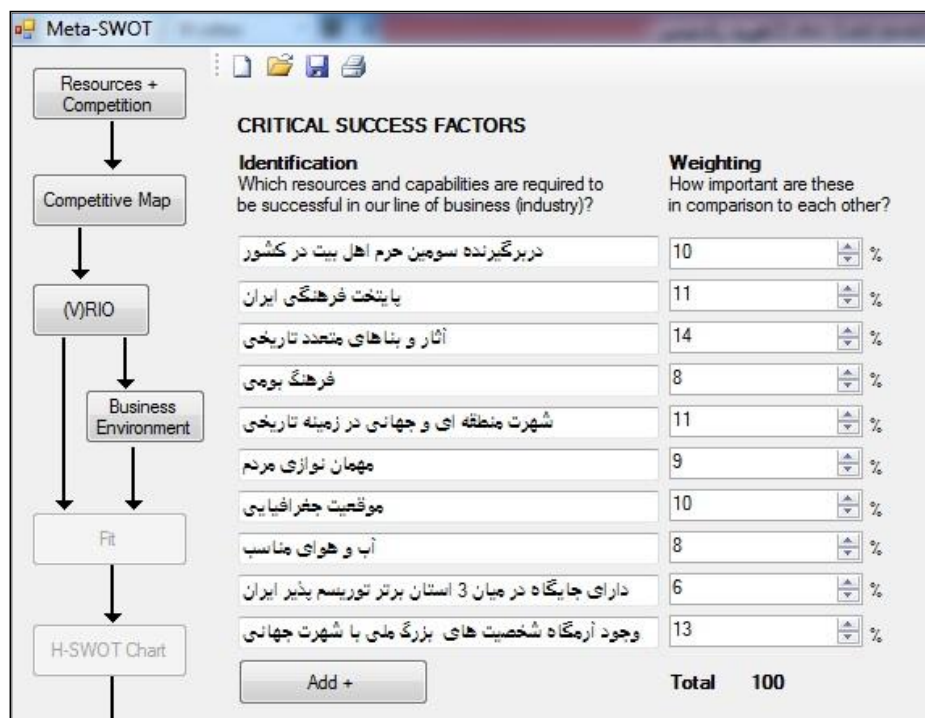 Meta-SWOT
Resources +
Competition
Competitive Map
(V)RIO
Business
Environment
Fit
H-SWOT Chart
CRITICAL SUCCESS FACTORS
Identification
Which resources and capabilities are required to
be successful in our line of business (industry)?
Weighting
How important are these
in comparison to each other?
دربرگیرنده سومین حرم اهل بیت در کشور
10 %
پایتخت فرهنگی ایران
11 %
آثار و بناهای متعدد تاریخی
14 %
فرهنگ بومی
8 %
شهرت منطقه ای و جهانی در زمینه تاریخی
11 %
مهمان نوازی مردم
9 %
موقعیت جغرافیایی
10 %
آب و هوای مناسب
8 %
دارای جایگاه در میان 3 استان برتر توریسم پذیر ایران
6 %
وجود آرمگاه شخصیت های بزرگ ملی با شهرت جهانی
13 %
Add +
Total 100